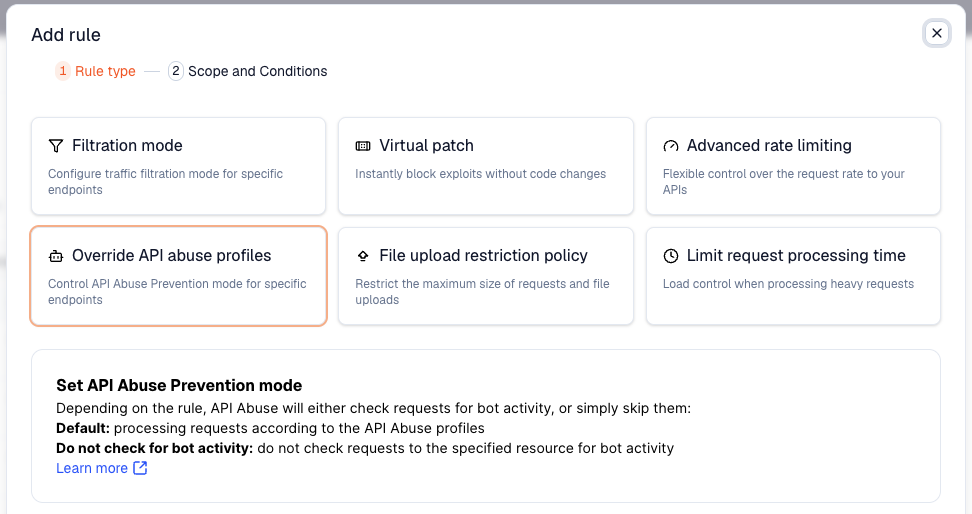 Add rule
1 Rule type — 2 Scope and Conditions
Filtration mode
Configure traffic filtration mode for specific
endpoints
Virtual patch
Instantly block exploits without code changes
Advanced rate limiting
Flexible control over the request rate to your
APIs
Override API abuse profiles
Control API Abuse Prevention mode for specific
endpoints
File upload restriction policy
Restrict the maximum size of requests and file
uploads
Limit request processing time
Load control when processing heavy requests
Set API Abuse Prevention mode
Depending on the rule, API Abuse will either check requests for bot activity, or simply skip them:
Default: processing requests according to the API Abuse profiles
Do not check for bot activity: do not check requests to the specified resource for bot activity
Learn more